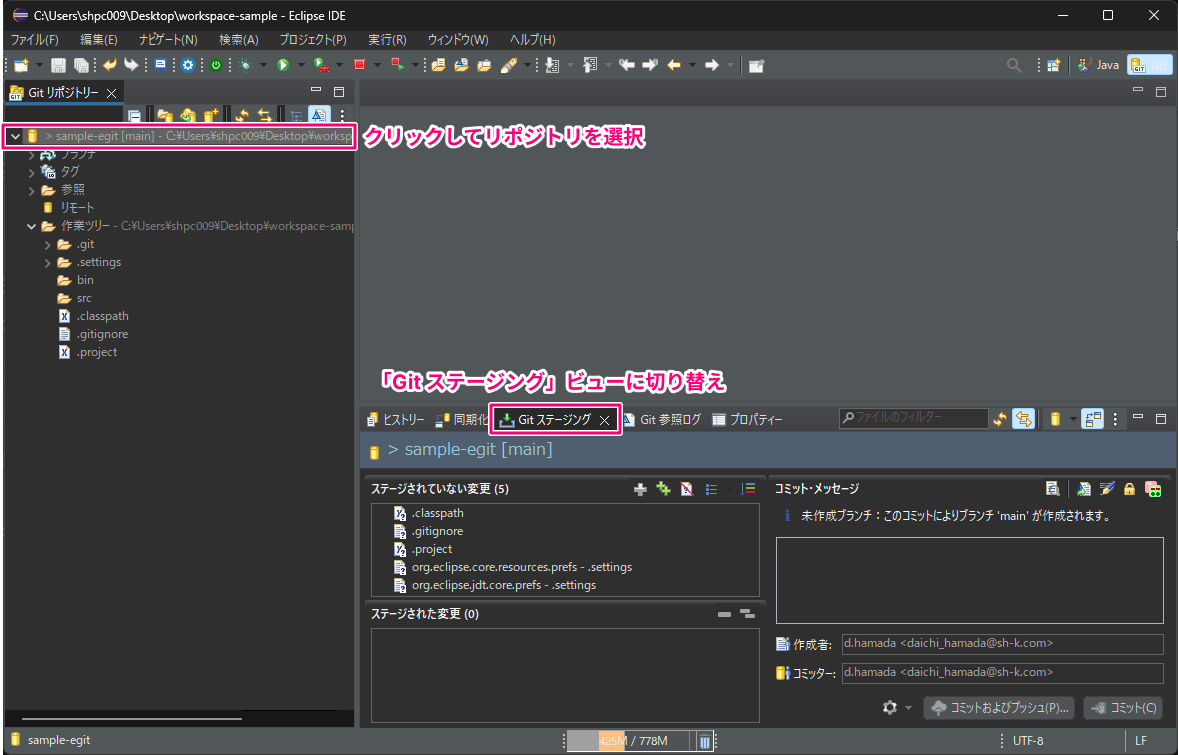 C:\Users\shpc009\Desktop\workspace-sample - Eclipse IDE
ファイル(F) 編集(E) ナビゲート(N) 検索(A) プロジェクト(P) 実行(R) ウィンドウ(W) ヘルプ(H)
Java
Git リポジトリー
> sample-egit [main] - C:¥Users¥shpc009¥Desktop¥worksp
クリックしてリポジトリを選択
ブランチ
タグ
参照
リモート
作業ツリー - C:¥Users¥shpc009¥Desktop¥workspace-samp
.git
.settings
bin
src
.classpath
.gitignore
.project
「Git ステージング」ビューに切り替え
ヒストリー 同期化 Git ステージング Git 参照ログ プロパティー ファイルのフィルター
> sample-egit [main]
ステージされていない変更 (5)
.classpath
.gitignore
.project
org.eclipse.core.resources.prefs - .settings
org.eclipse.jdt.core.prefs - .settings
ステージされた変更 (0)
コミット・メッセージ
未作成ブランチ：このコミットによりブランチ 'main' が作成されます。
作成者: d.hamada <daichi_hamada@sh-k.com>
コミッター: d.hamada <daichi_hamada@sh-k.com>
コミットおよびプッシュ(P)... コミット(C)
sample-egit 425M / 778M UTF-8 LF